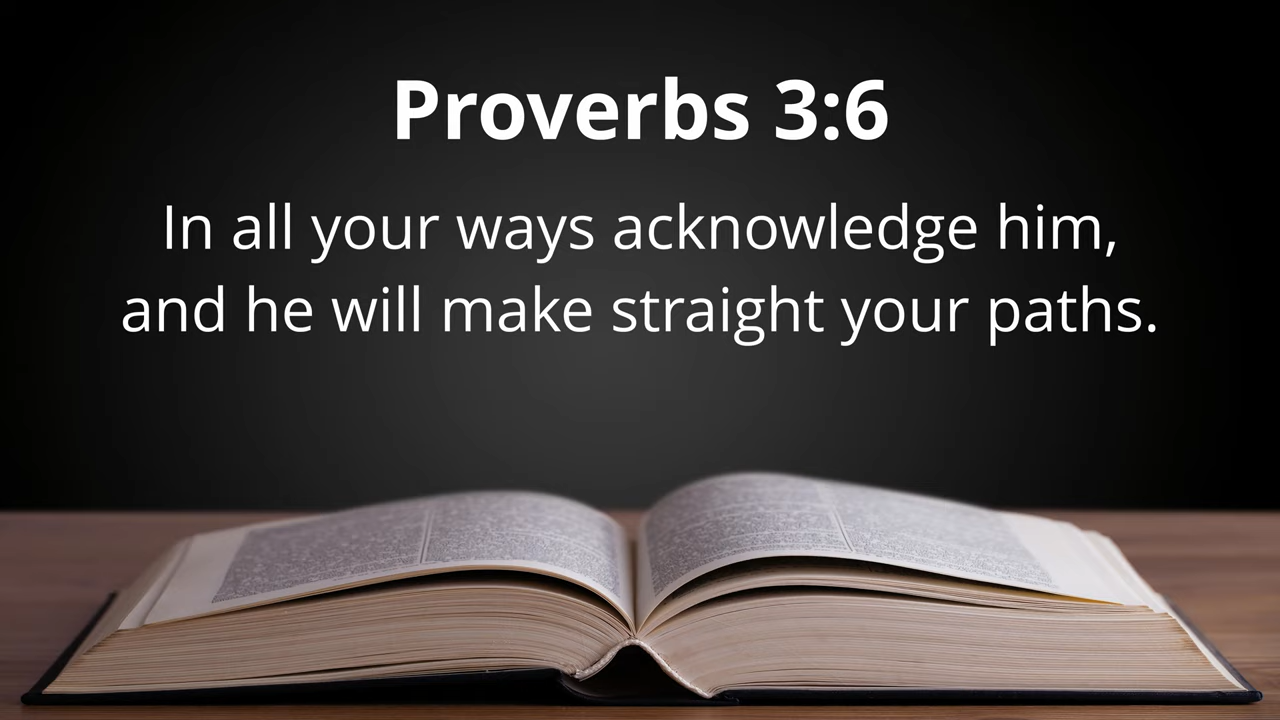 Proverbs 3:6
In all your ways acknowledge him,
and he will make straight your paths.